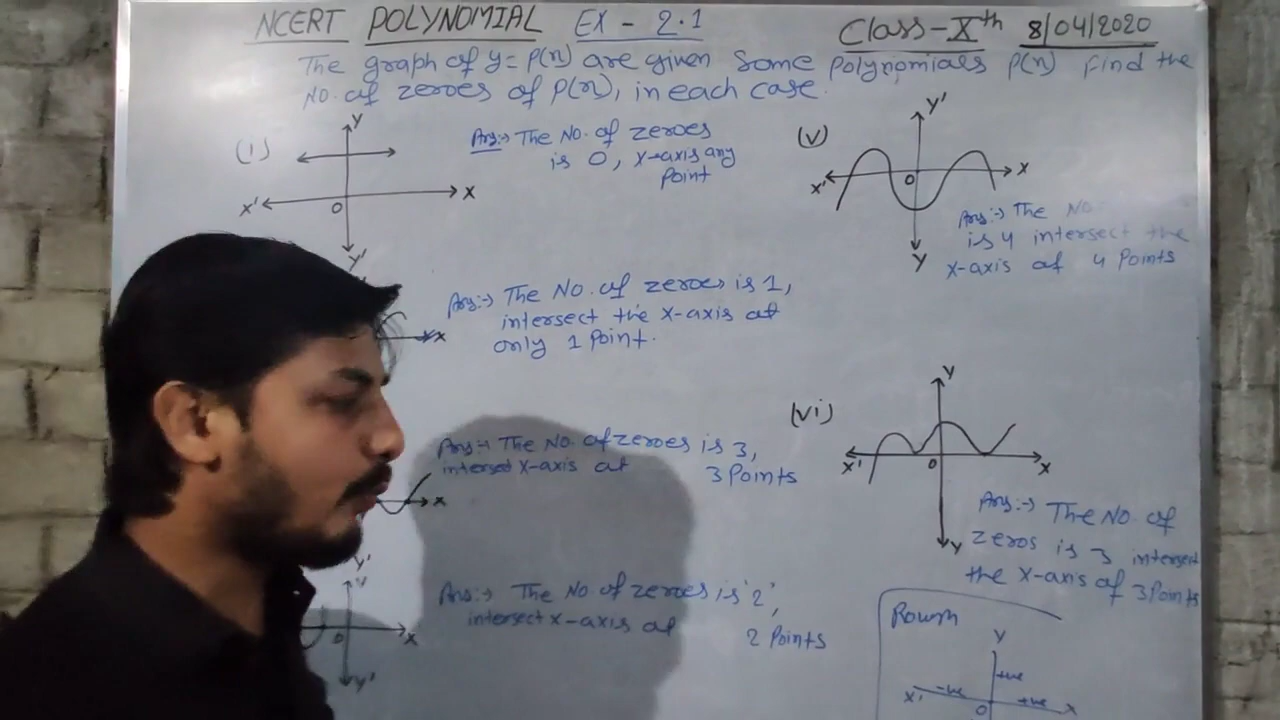 NCERT POLYNOMIAL EX - 2.1
Class-Xth 8/04/2020
The graph of y = P(x) are given Some Polynomials P(x) Find the
No. of zeroes of P(x), in each case.
(i)
Y
X' O X
Y'
Ans:→ The No. of zeroes
is 0, x-axis any
Point
X
Ans:→ The No. of zeroes is 1,
intersect the X-axis at
only 1 Point.
X
Y'
Ans:→ The No. of zeroes is 3,
intersect X-axis at 3 Points
Y
O X
Y'
Ans:→ The No of zeroes is '2',
intersect X-axis at 2 Points
(v)
Y'
X' O X
Y
Ans:→ The No.
is 4 intersect the
X-axis at 4 Points
(vi)
Y
X' O X
Y
Ans:→ The No. of
zeros is 3 intersect
the X-axis at 3 Points
Rough
Y
+ve
X' -ve O +ve X